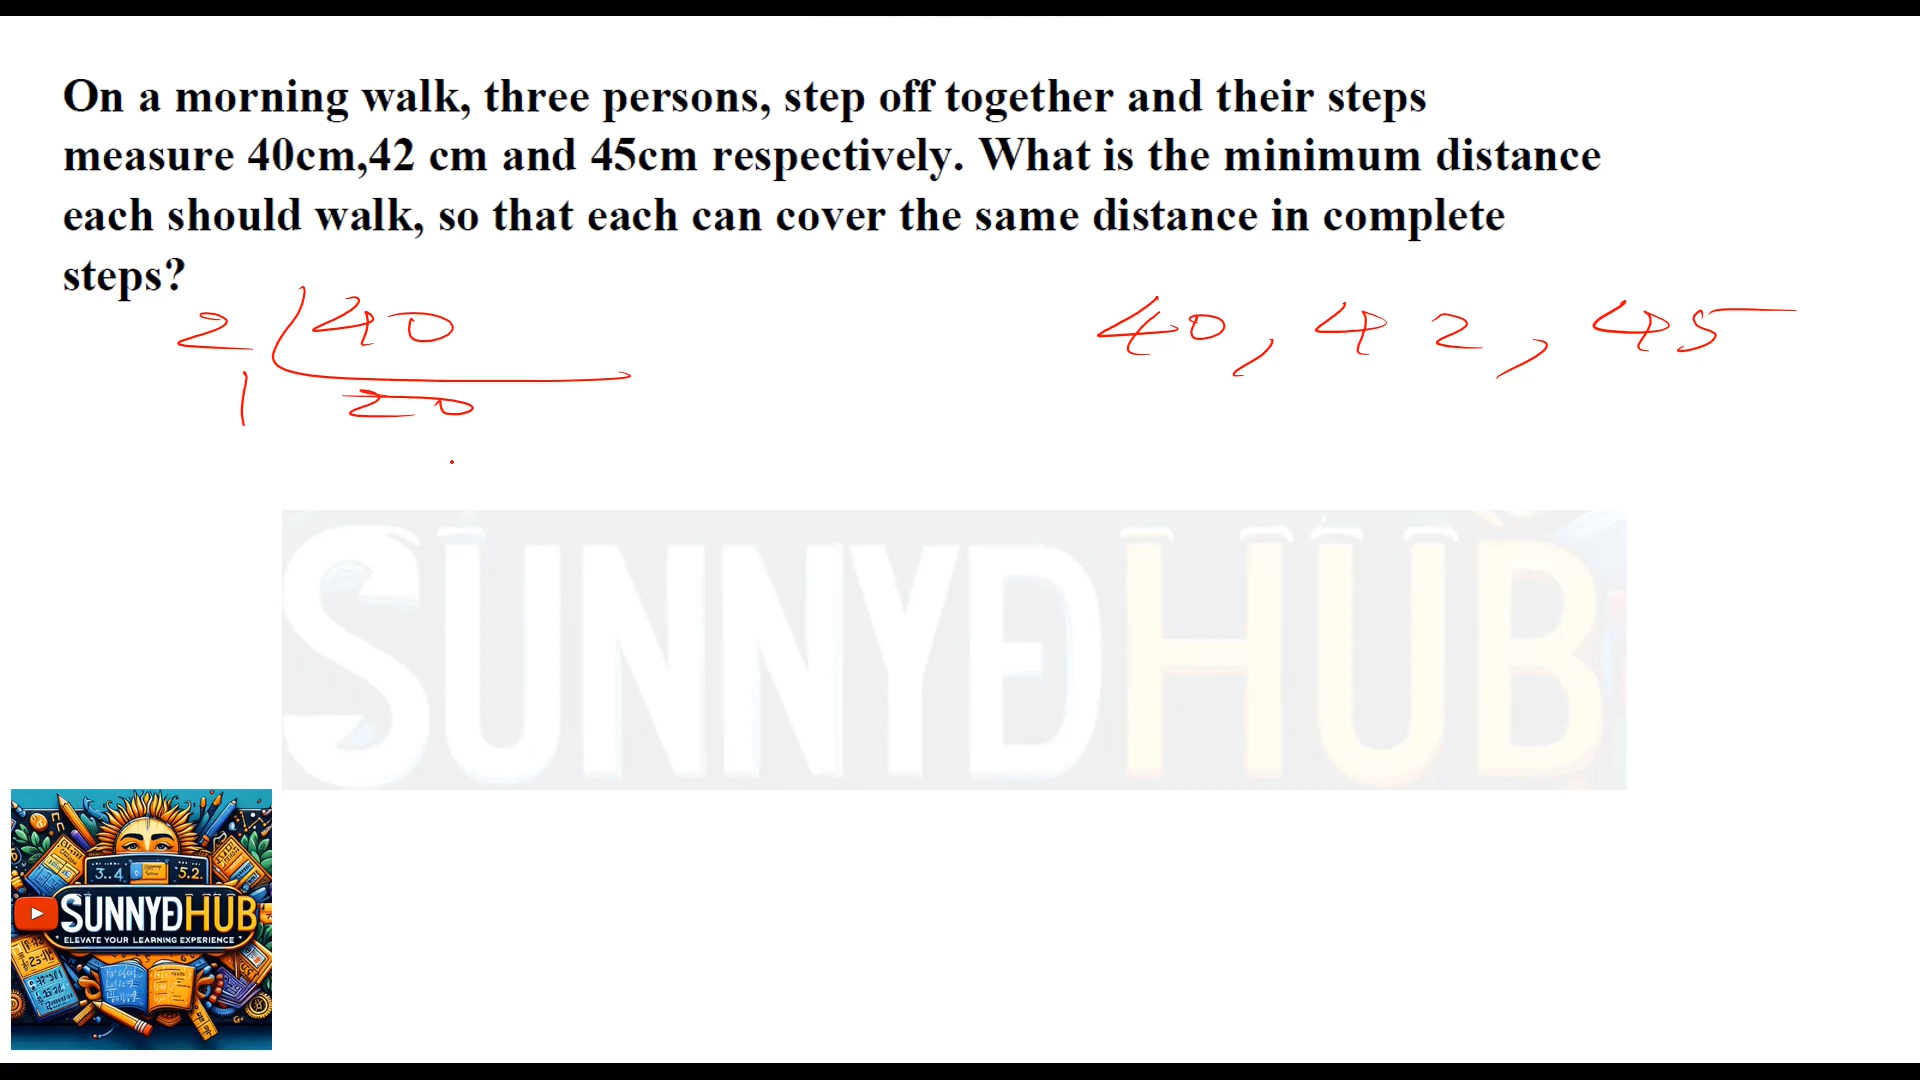 On a morning walk, three persons, step off together and their steps
measure 40cm,42 cm and 45cm respectively. What is the minimum distance
each should walk, so that each can cover the same distance in complete
steps?
2 40
40, 42, 45
1 20
SUNNYDHUB
3..4 5.2.
SUNNYDHUB
ELEVATE YOUR LEARNING EXPERIENCE